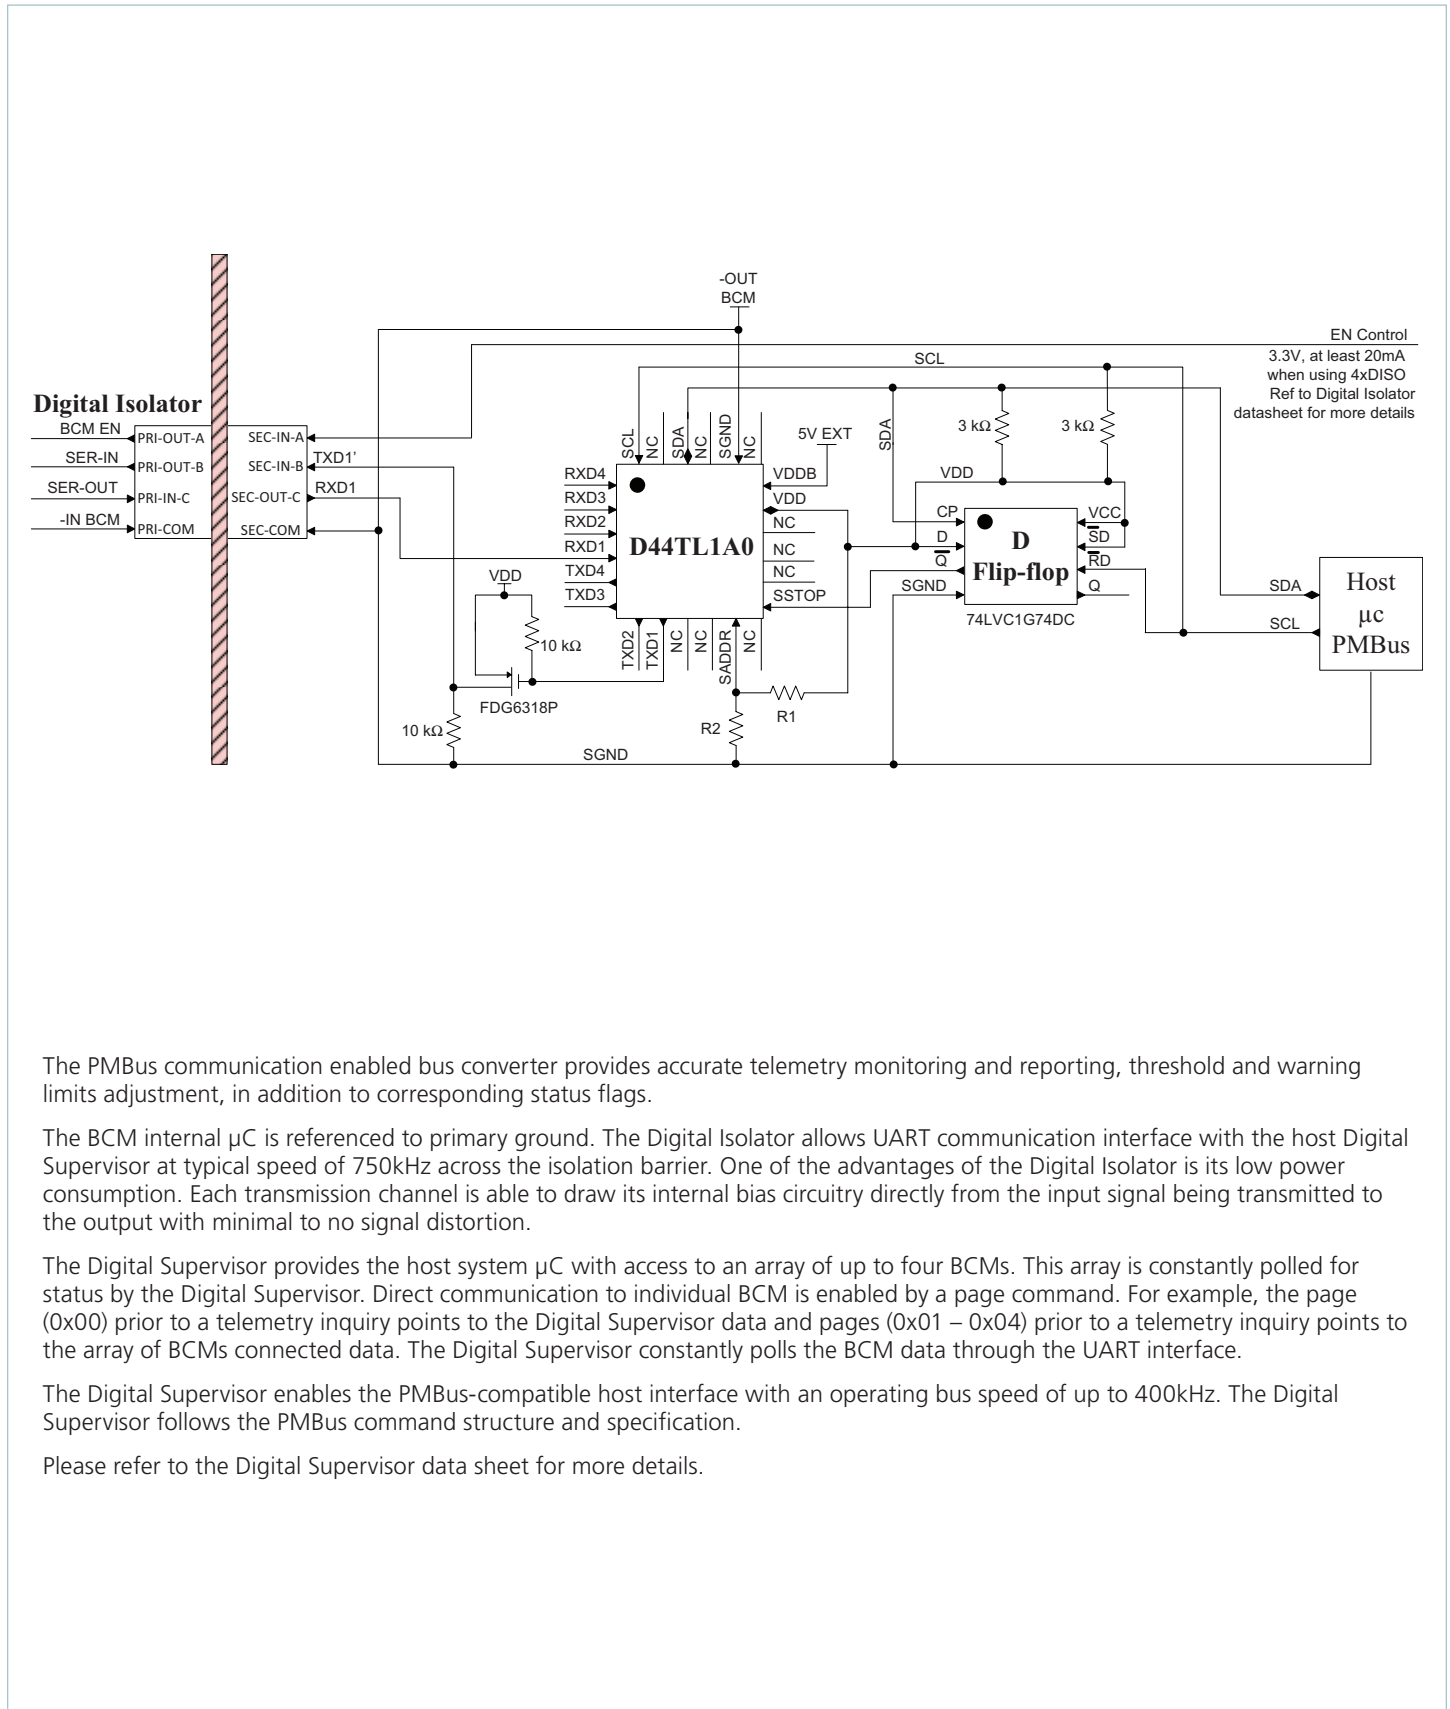 -OUT
BCM
EN Control
3.3V, at least 20mA
when using 4xDISO
Ref to Digital Isolator
datasheet for more details
SCL
Digital Isolator
BCM EN
SER-IN
SER-OUT
-IN BCM
PRI-OUT-A
PRI-OUT-B
PRI-IN-C
PRI-COM
SEC-IN-A
SEC-IN-B
SEC-OUT-C
SEC-COM
TXD1'
RXD1
SCL
NC
SDA
NC
SGND
NC
5V EXT
SDA
3 kΩ
3 kΩ
VDD
RXD4
RXD3
RXD2
RXD1
TXD4
TXD3
D44TL1A0
VDDB
VDD
NC
NC
NC
SSTOP
TXD2
TXD1
NC
NC
SADDR
NC
CP
D
Q̅
SGND
D
Flip-flop
VCC
S̅D
R̅D
Q
74LVC1G74DC
SDA
SCL
Host
µc
PMBus
VDD
10 kΩ
FDG6318P
10 kΩ
R1
R2
SGND
The PMBus communication enabled bus converter provides accurate telemetry monitoring and reporting, threshold and warning
limits adjustment, in addition to corresponding status flags.
The BCM internal µC is referenced to primary ground. The Digital Isolator allows UART communication interface with the host Digital
Supervisor at typical speed of 750kHz across the isolation barrier. One of the advantages of the Digital Isolator is its low power
consumption. Each transmission channel is able to draw its internal bias circuitry directly from the input signal being transmitted to
the output with minimal to no signal distortion.
The Digital Supervisor provides the host system µC with access to an array of up to four BCMs. This array is constantly polled for
status by the Digital Supervisor. Direct communication to individual BCM is enabled by a page command. For example, the page
(0x00) prior to a telemetry inquiry points to the Digital Supervisor data and pages (0x01 – 0x04) prior to a telemetry inquiry points to
the array of BCMs connected data. The Digital Supervisor constantly polls the BCM data through the UART interface.
The Digital Supervisor enables the PMBus-compatible host interface with an operating bus speed of up to 400kHz. The Digital
Supervisor follows the PMBus command structure and specification.
Please refer to the Digital Supervisor data sheet for more details.